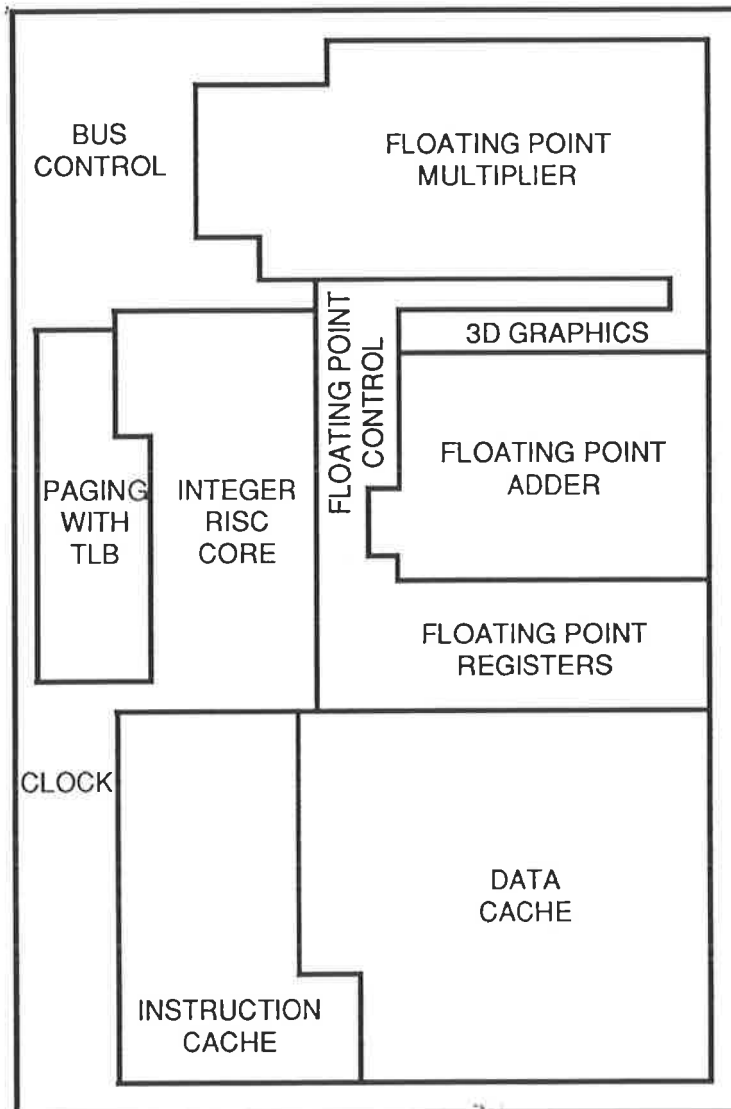 BUS
CONTROL
FLOATING POINT
MULTIPLIER
FLOATING POINT
CONTROL
3D GRAPHICS
FLOATING POINT
ADDER
PAGING
WITH
TLB
INTEGER
RISC
CORE
FLOATING POINT
REGISTERS
CLOCK
DATA
CACHE
INSTRUCTION
CACHE